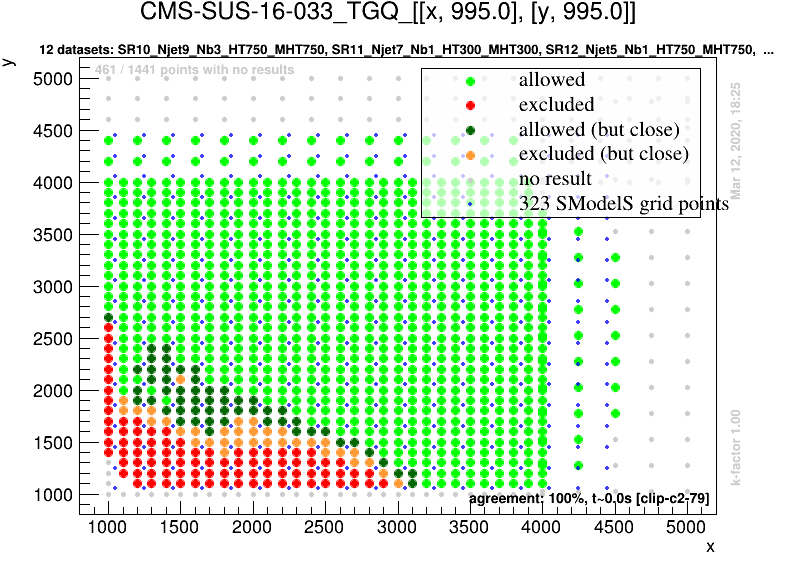 CMS-SUS-16-033_TGQ_[[x, 995.0], [y, 995.0]]
12 datasets: SR10_Njet9_Nb3_HT750_MHT750, SR11_Njet7_Nb1_HT300_MHT300, SR12_Njet5_Nb1_HT750_MHT750, ...
y
461 / 1441 points with no results
allowed
excluded
allowed (but close)
excluded (but close)
no result
323 SModelS grid points
5000
4500
4000
3500
3000
2500
2000
1500
1000
Mar 12, 2020, 18:25
k-factor 1.00
agreement: 100%, t~0.0s [clip-c2-79]
1000 1500 2000 2500 3000 3500 4000 4500 5000
x